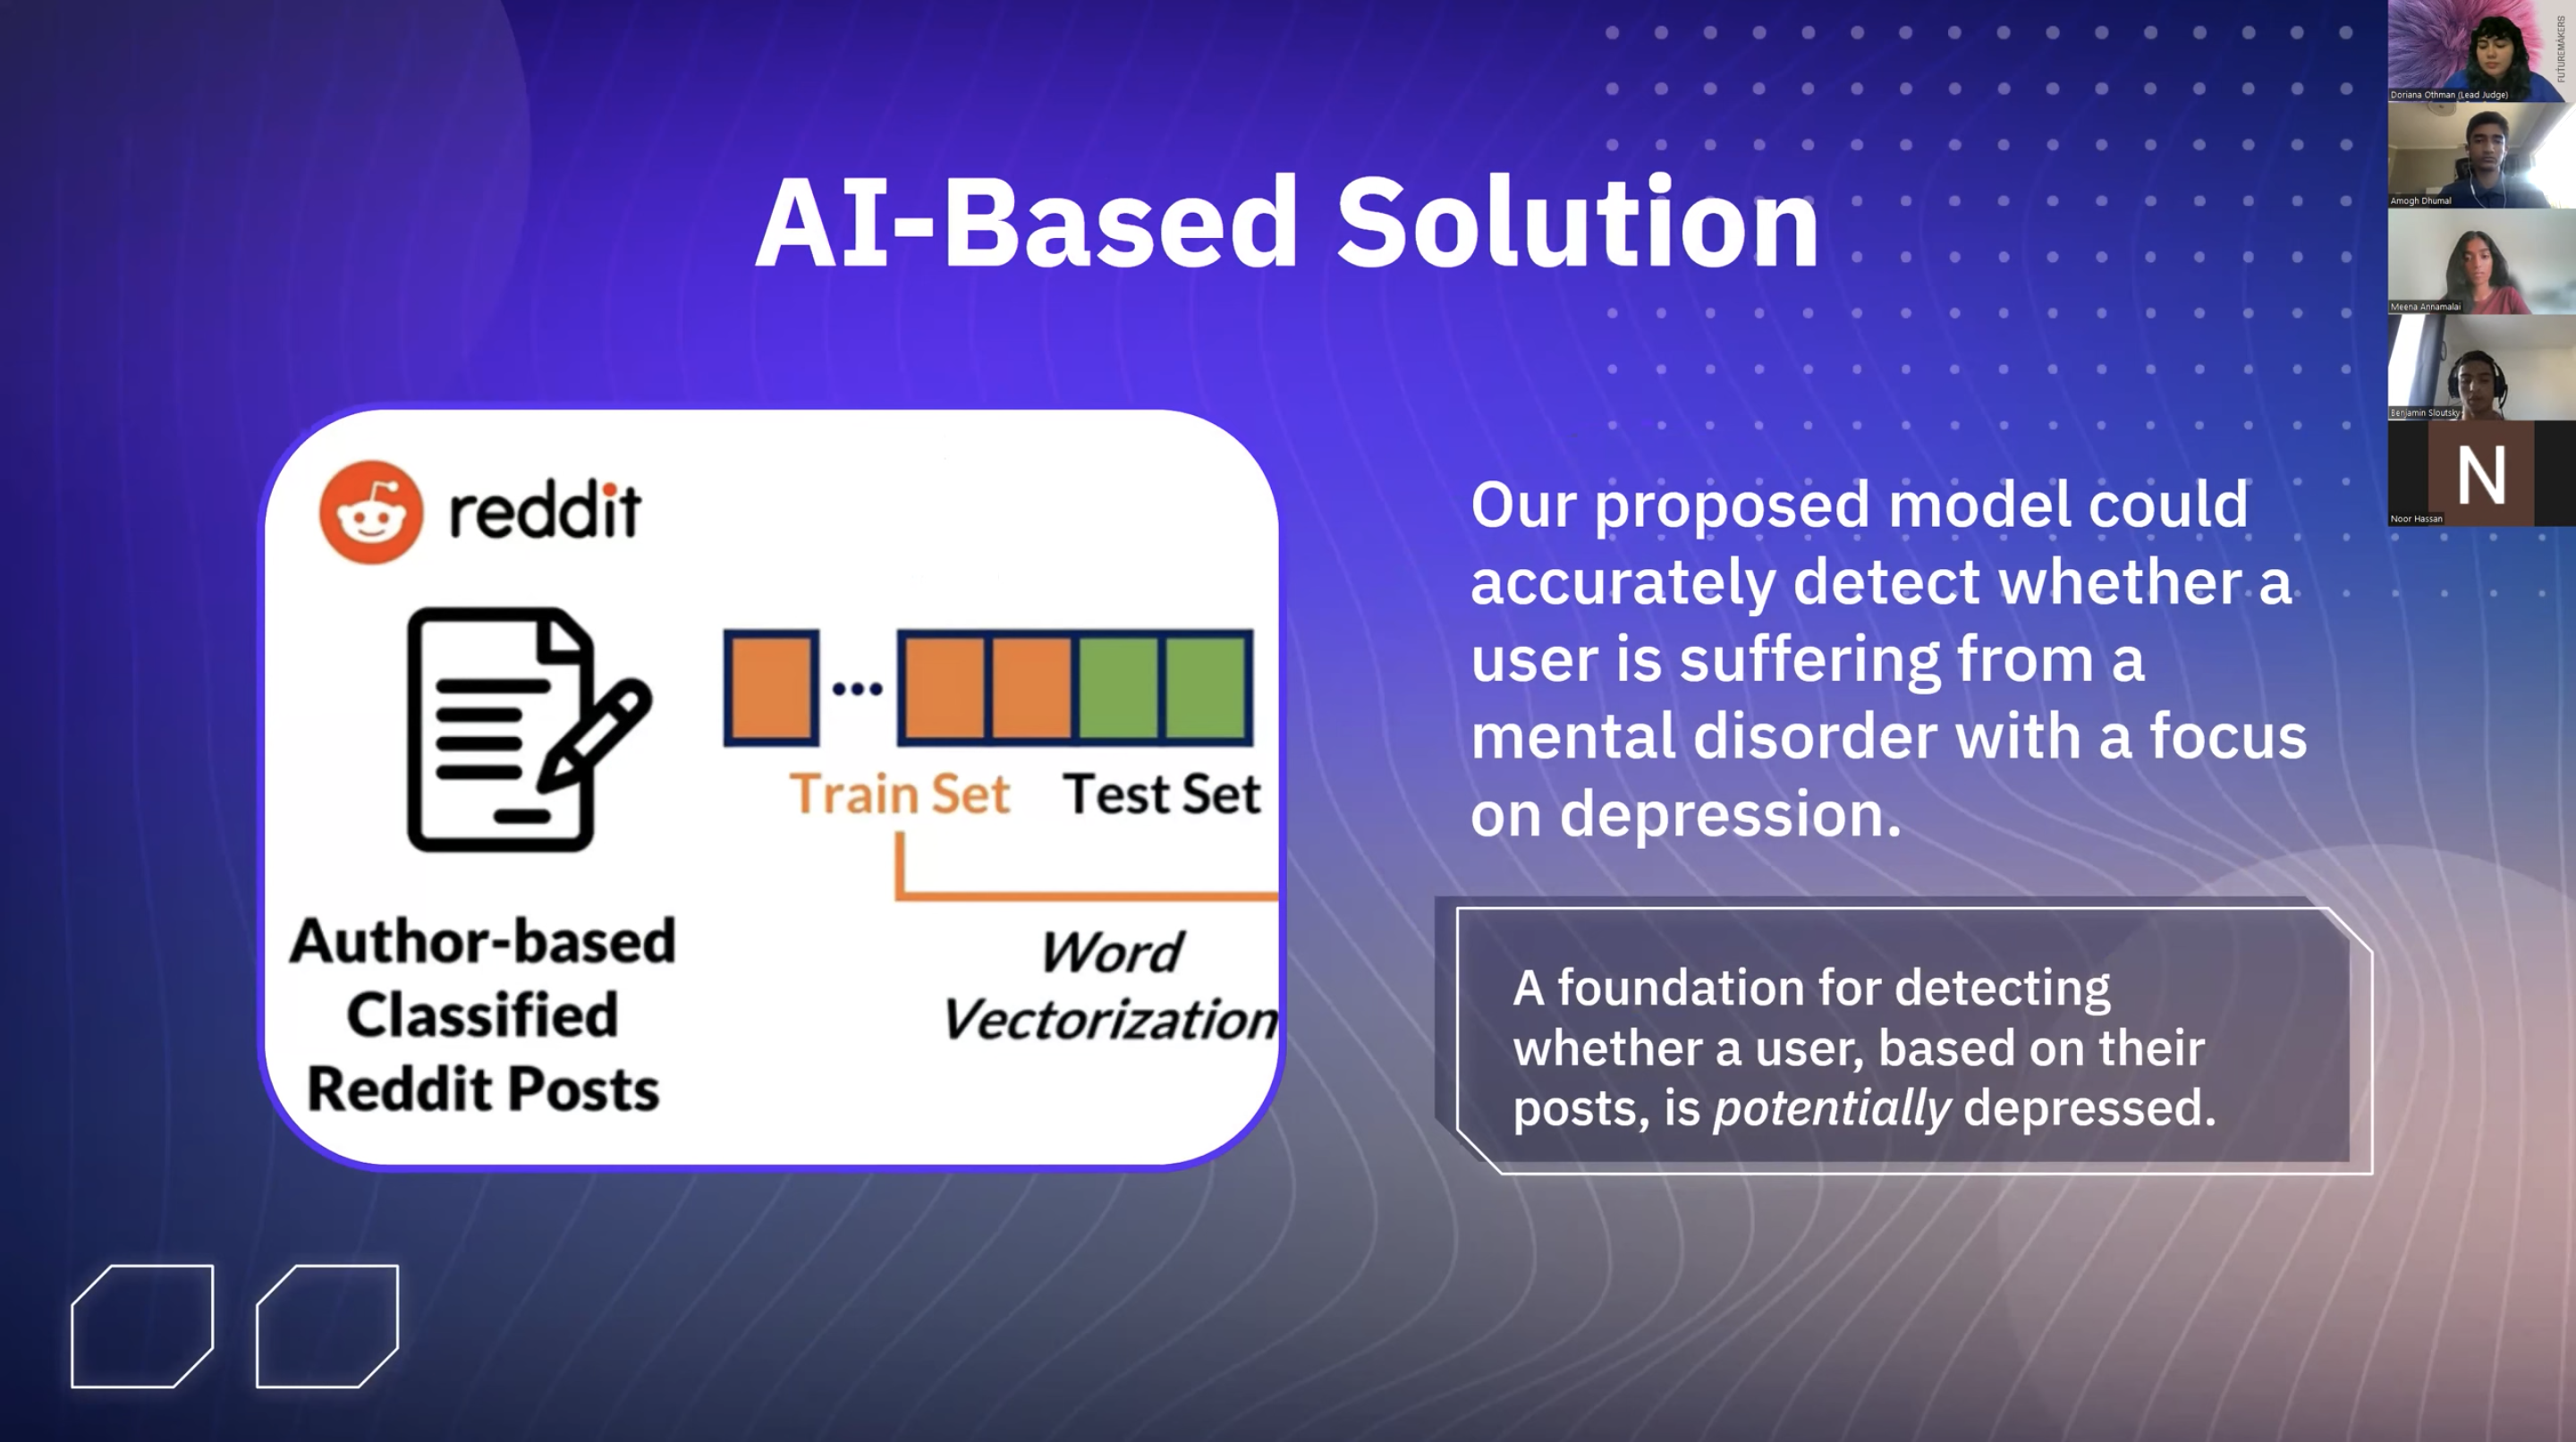 AI-Based Solution
reddit
Train Set
Test Set
Word
Vectorization
Author-based
Classified
Reddit Posts
Our proposed model could
accurately detect whether a
user is suffering from a
mental disorder with a focus
on depression.
A foundation for detecting
whether a user, based on their
posts, is potentially depressed.
FUTUREMAKERS
Doriana Othman (Lead Judge)
Amogh Dhumal
Meena Annamalai
Benjamin Sloutsky
N
Noor Hassan